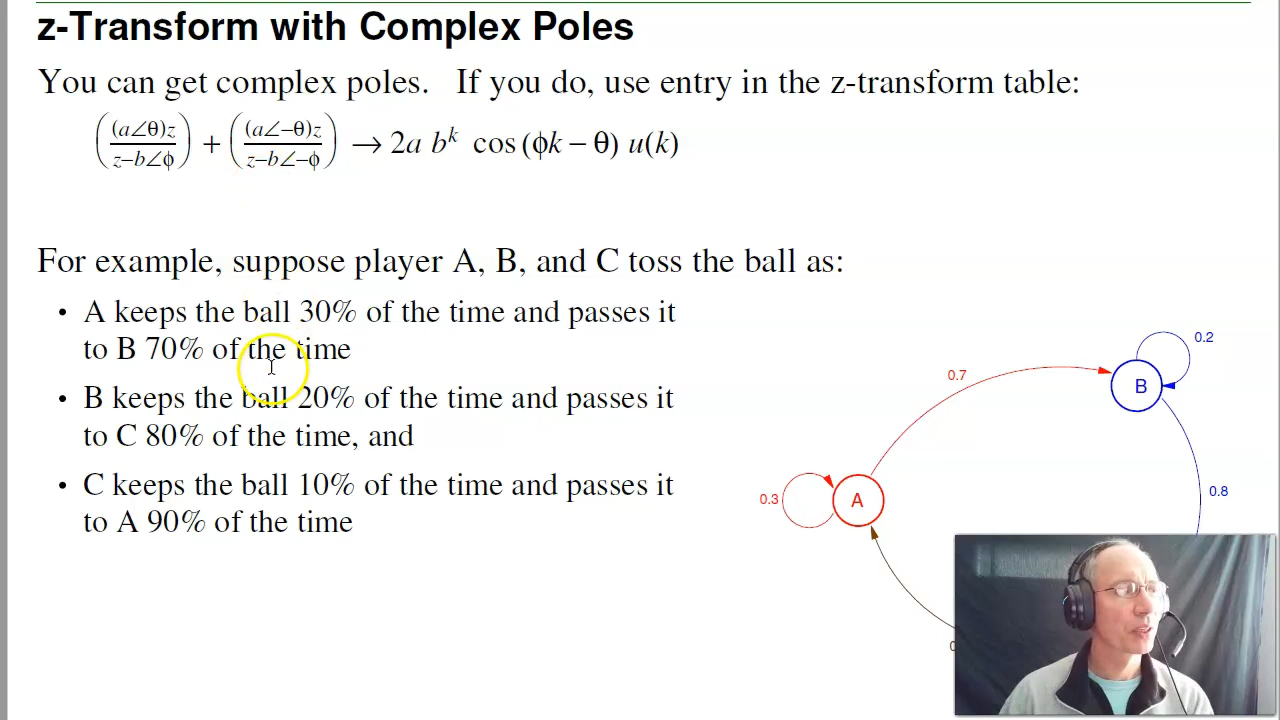 z-Transform with Complex Poles
You can get complex poles. If you do, use entry in the z-transform table:
((a∠θ)z / z−b∠ϕ) + ((a∠−θ)z / z−b∠−ϕ) → 2a b^k cos (ϕk − θ) u(k)
For example, suppose player A, B, and C toss the ball as:
• A keeps the ball 30% of the time and passes it
to B 70% of the time
• B keeps the ball 20% of the time and passes it
to C 80% of the time, and
• C keeps the ball 10% of the time and passes it
to A 90% of the time
0.2
0.7
B
0.8
0.3
A